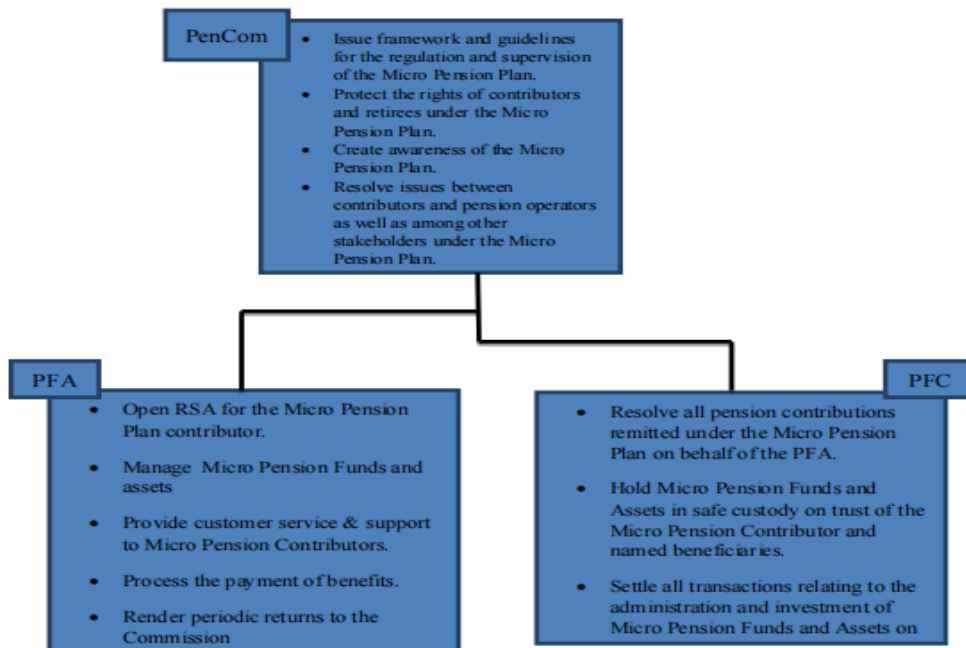 PenCom
• Issue framework and guidelines
for the regulation and supervision
of the Micro Pension Plan.
• Protect the rights of contributors
and retirees under the Micro
Pension Plan.
• Create awareness of the Micro
Pension Plan.
• Resolve issues between
contributors and pension operators
as well as among other
stakeholders under the Micro
Pension Plan.
PFA
• Open RSA for the Micro Pension
Plan contributor.
• Manage Micro Pension Funds and
assets
• Provide customer service & support
to Micro Pension Contributors.
• Process the payment of benefits.
• Render periodic returns to the
Commission
PFC
• Resolve all pension contributions
remitted under the Micro Pension
Plan on behalf of the PFA.
• Hold Micro Pension Funds and
Assets in safe custody on trust of the
Micro Pension Contributor and
named beneficiaries.
• Settle all transactions relating to the
administration and investment of
Micro Pension Funds and Assets on